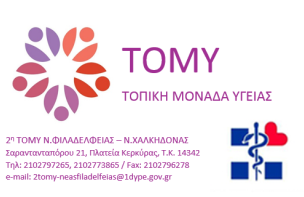 TOMY
ΤΟΠΙΚΗ ΜΟΝΑΔΑ ΥΓΕΙΑΣ
2η ΤΟΜΥ Ν.ΦΙΛΑΔΕΛΦΕΙΑΣ – Ν.ΧΑΛΚΗΔΟΝΑΣ
Σαρανταπόρου 21, Πλατεία Κερκύρας, Τ.Κ. 14342
Τηλ: 2102797265, 2102773865 / Fax: 2102796278
e-mail: 2tomy-neasfiladelfeias@1dype.gov.gr